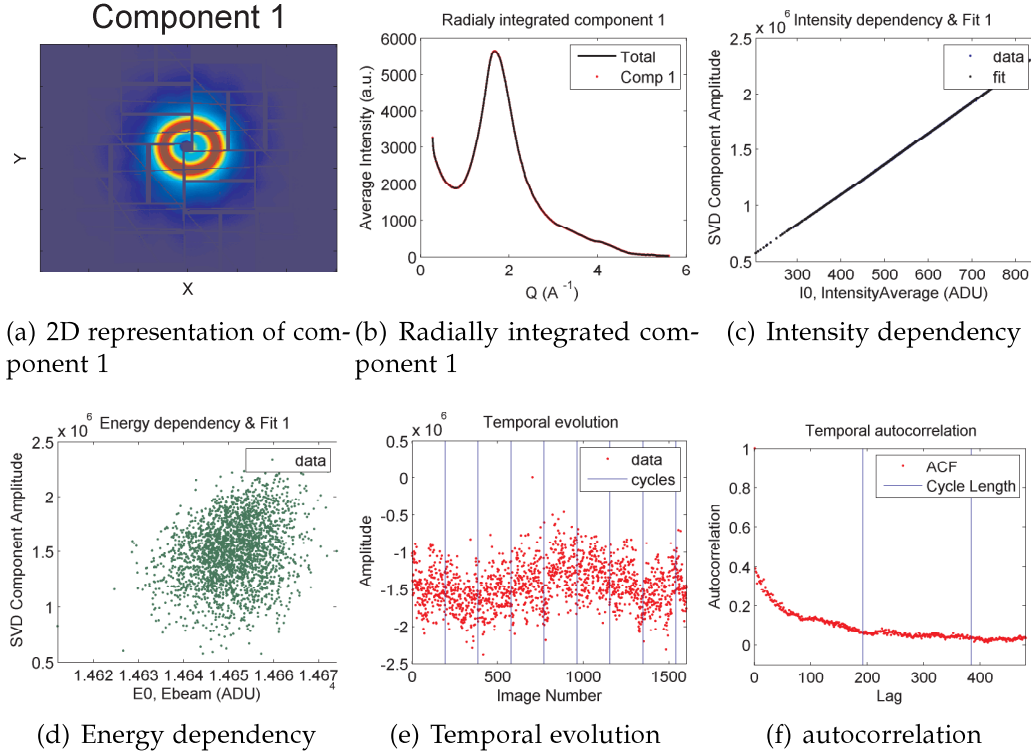 Component 1
Y
X
Radialy integrated component 1
Average Intensity (a.u.)
6000
5000
4000
3000
2000
1000
0
Total
Comp 1
0 2 4 6
Q (A -1)
Intensity dependency & Fit 1
x 10 6
SVD Component Amplitude
2.5
2
1.5
1
0.5
data
fit
300 400 500 600 700 800
I0, IntensityAverage (ADU)
(a) 2D representation of com-
ponent 1
(b) Radially integrated com-
ponent 1
(c) Intensity dependency
Energy dependency & Fit 1
x 10 6
SVD Component Amplitude
2.5
2
1.5
1
0.5
data
1.462 1.463 1.464 1.465 1.466 1.467
4
E0, Ebeam (ADU)
Temporal evolution
x 10 6
Amplitude
0.5
0
-0.5
-1
-1.5
-2
-2.5
data
cycles
0 500 1000 1500
Image Number
Temporal autocorrelation
Autocorrelation
1
0.8
0.6
0.4
0.2
0
ACF
Cycle Length
0 100 200 300 400
Lag
(d) Energy dependency
(e) Temporal evolution
(f) autocorrelation